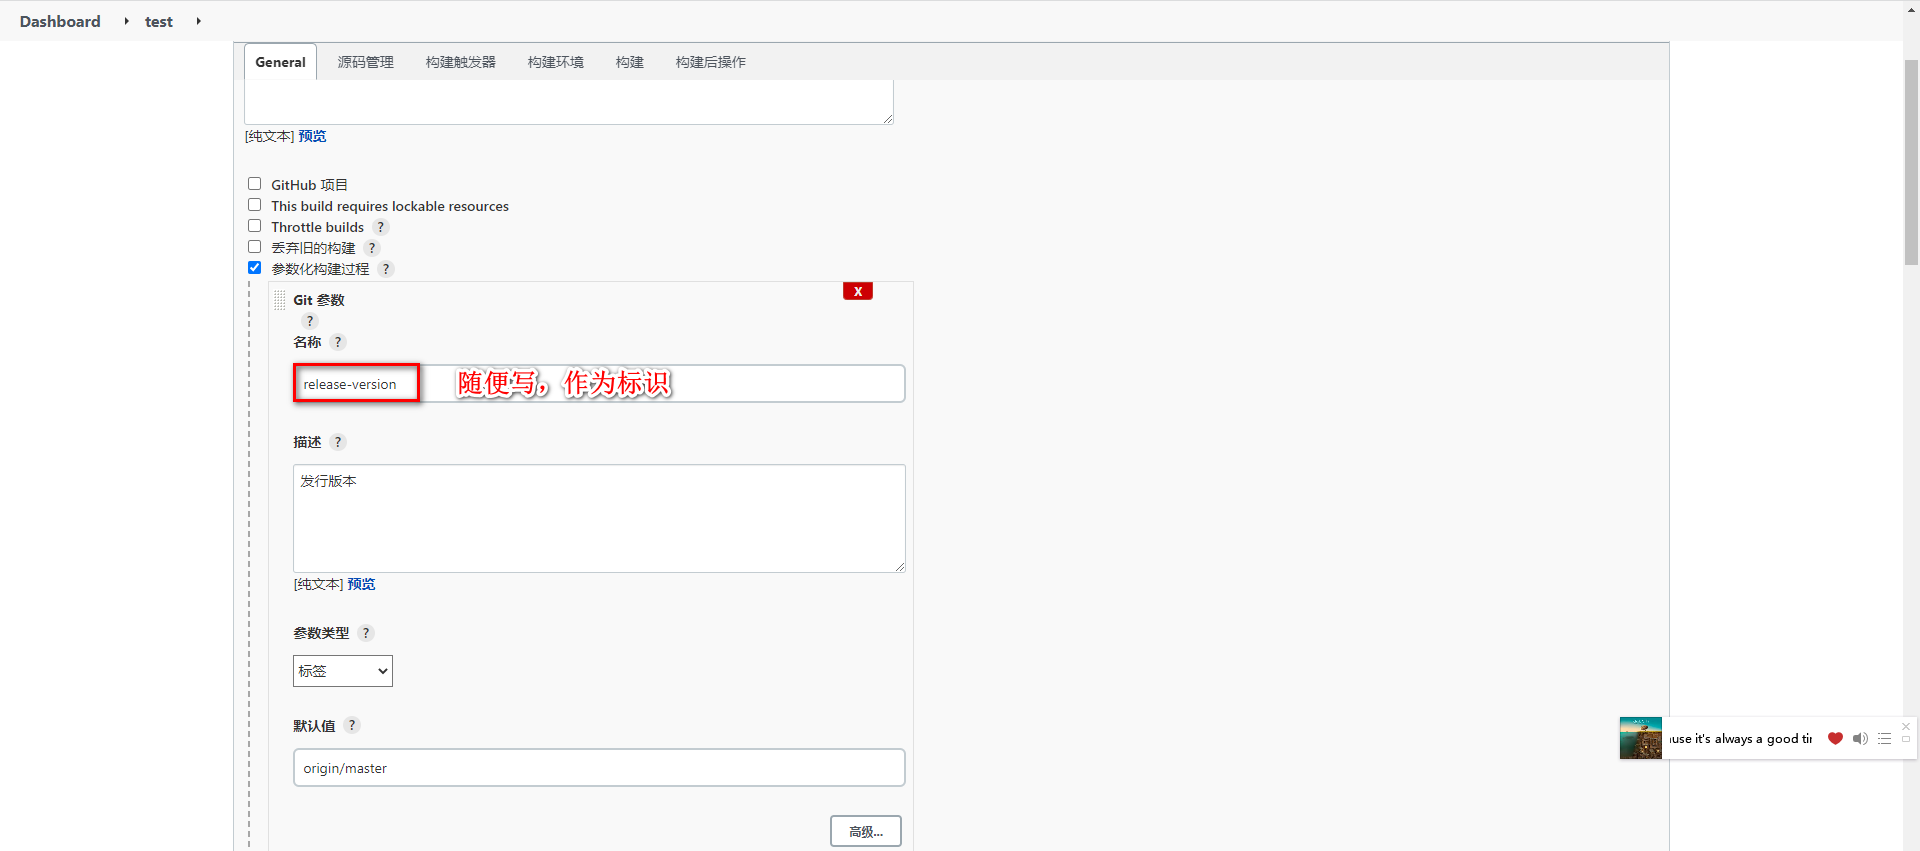 Dashboard test
General 源码管理 构建触发器 构建环境 构建 构建后操作
[纯文本] 预览
GitHub 项目
This build requires lockable resources
Throttle builds ?
丢弃旧的构建 ?
参数化构建过程 ?
X
Git 参数
?
名称 ?
release-version 随便写，作为标识
描述 ?
发行版本
[纯文本] 预览
参数类型 ?
标签
默认值 ?
origin/master
use it's always a good
高级...